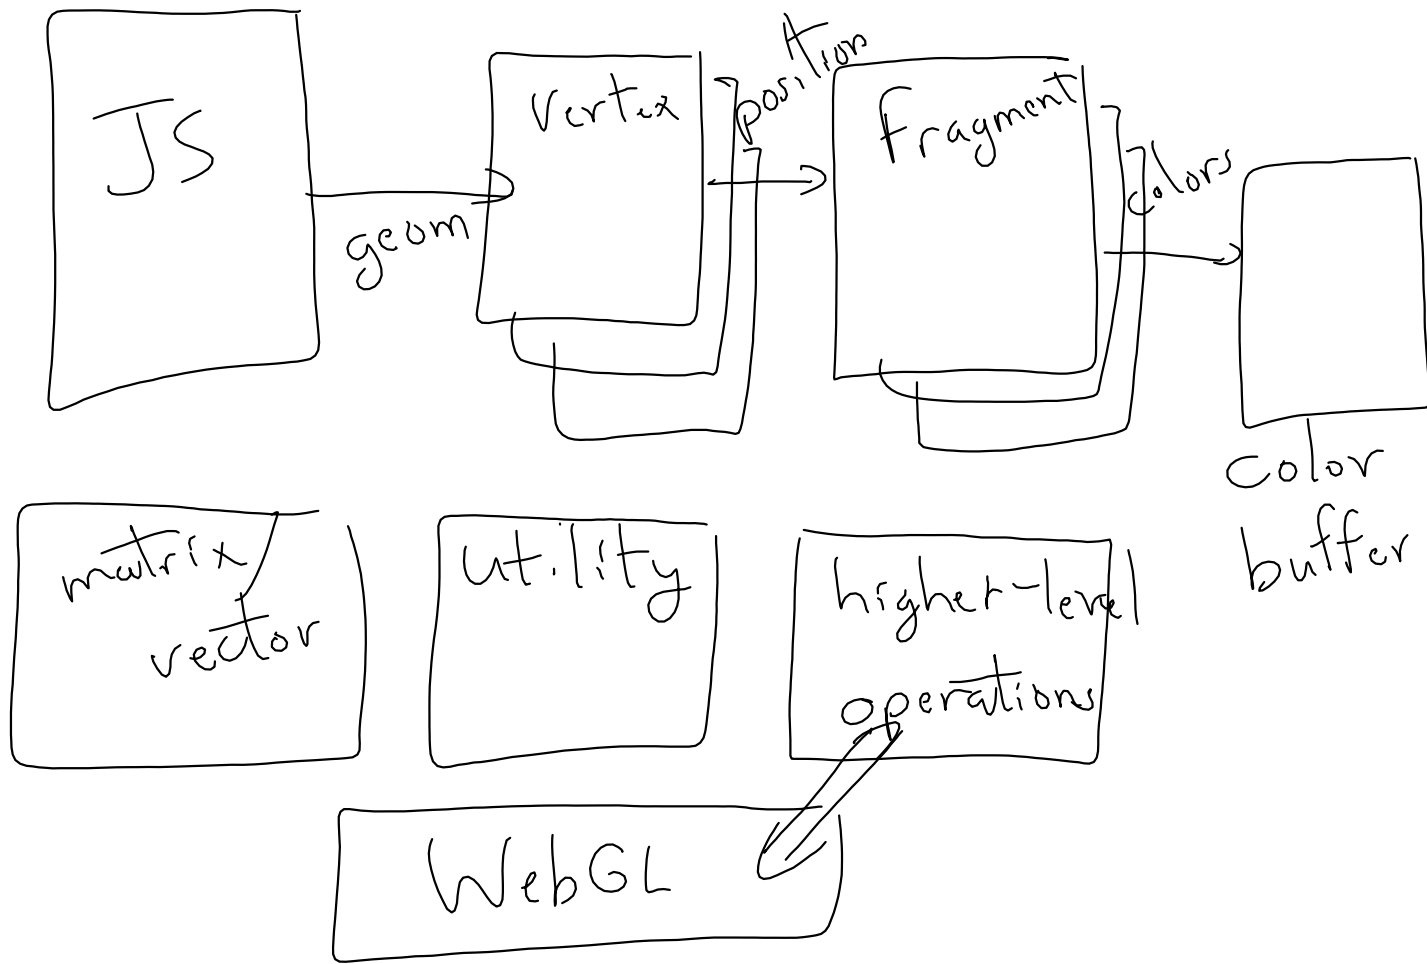 JS
geom
vertex
position
fragment
colors
color
buffer
matrix/
vector
utility
higher-level
operations
WebGL